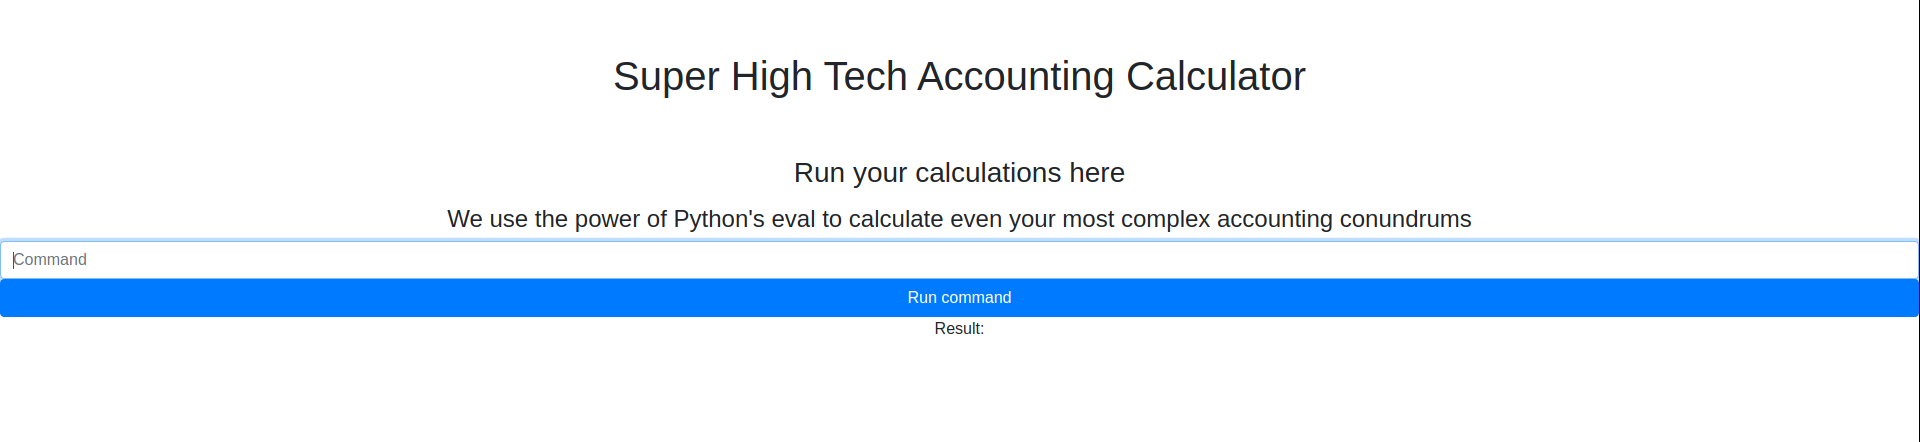 Super High Tech Accounting Calculator
Run your calculations here
We use the power of Python's eval to calculate even your most complex accounting conundrums
Command
Run command
Result: